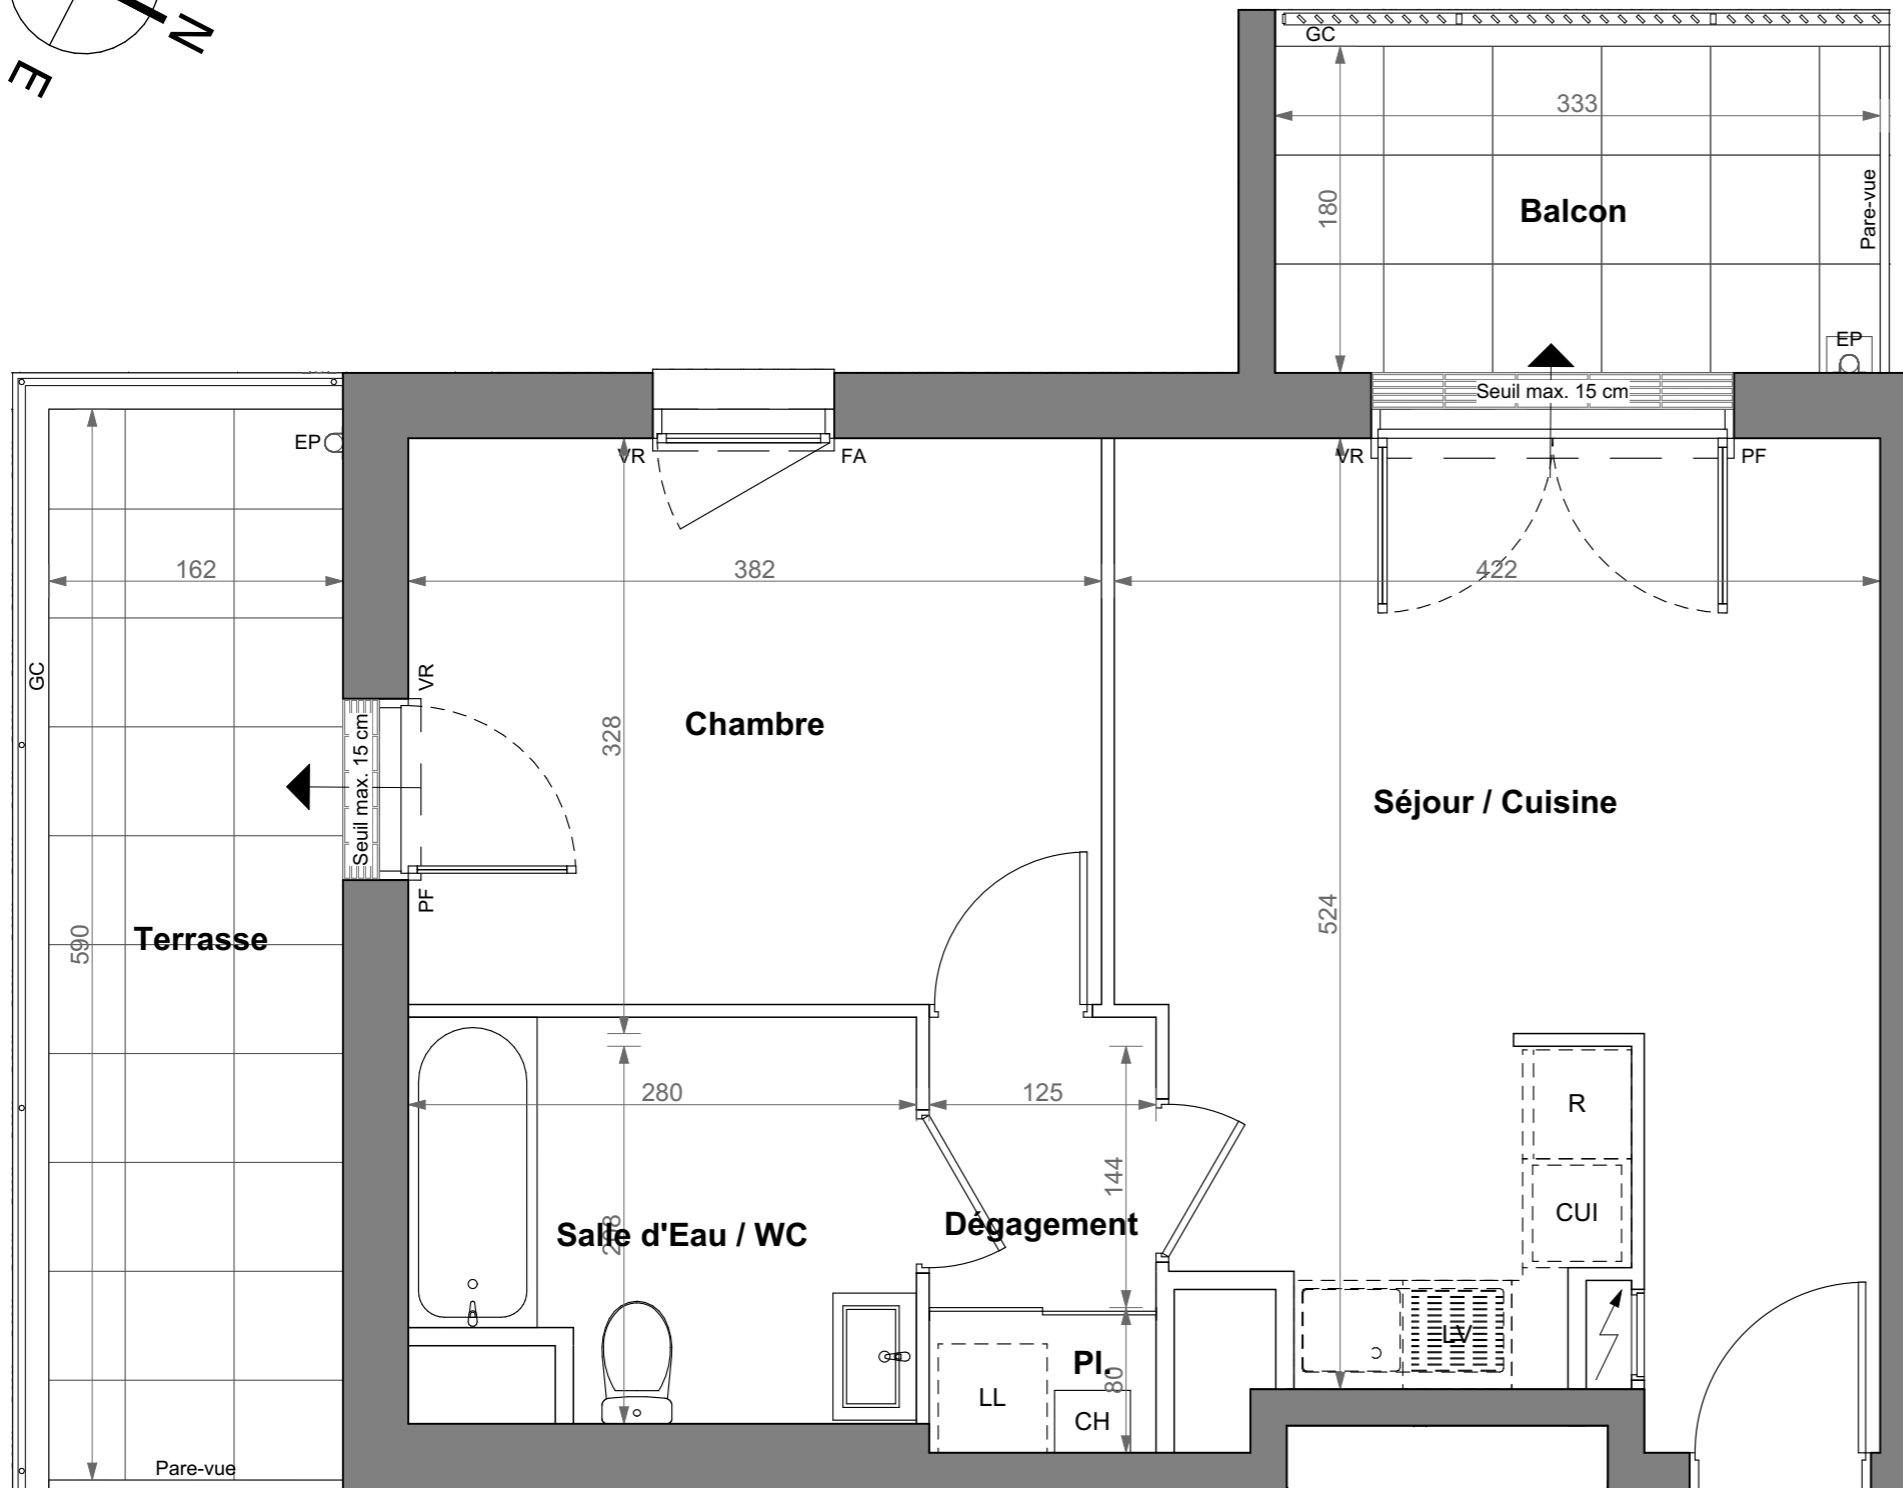 N
E
GC
333
180
Balcon
Pare-vue
EP
Seuil max. 15 cm
EP
VR
FA
VR
PF
162
382
422
GC
VR
328
Chambre
Seuil max. 15 cm
Séjour / Cuisine
PF
590
Terrasse
524
280
125
R
144
CUI
Salle d'Eau / WC
Dégagement
LV
Pl.
80
LL
CH
Pare-vue